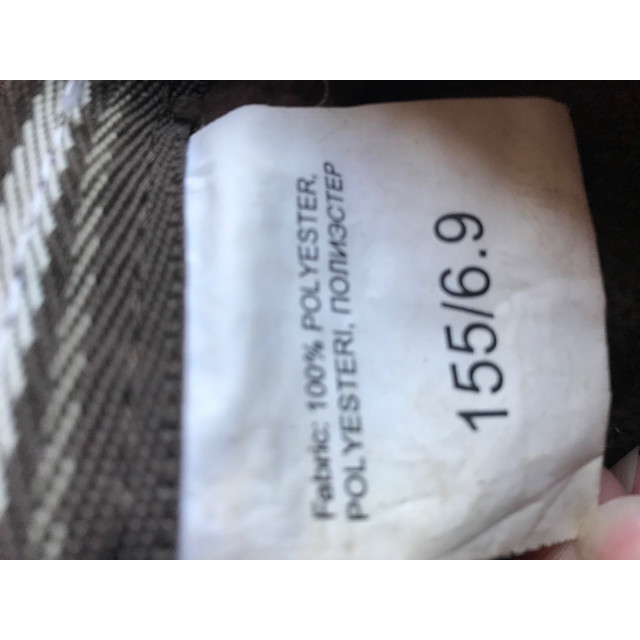 Fabric: 100% POLYESTER,
POLYESTERI, ПОЛИЭСТЕР
155/6.9